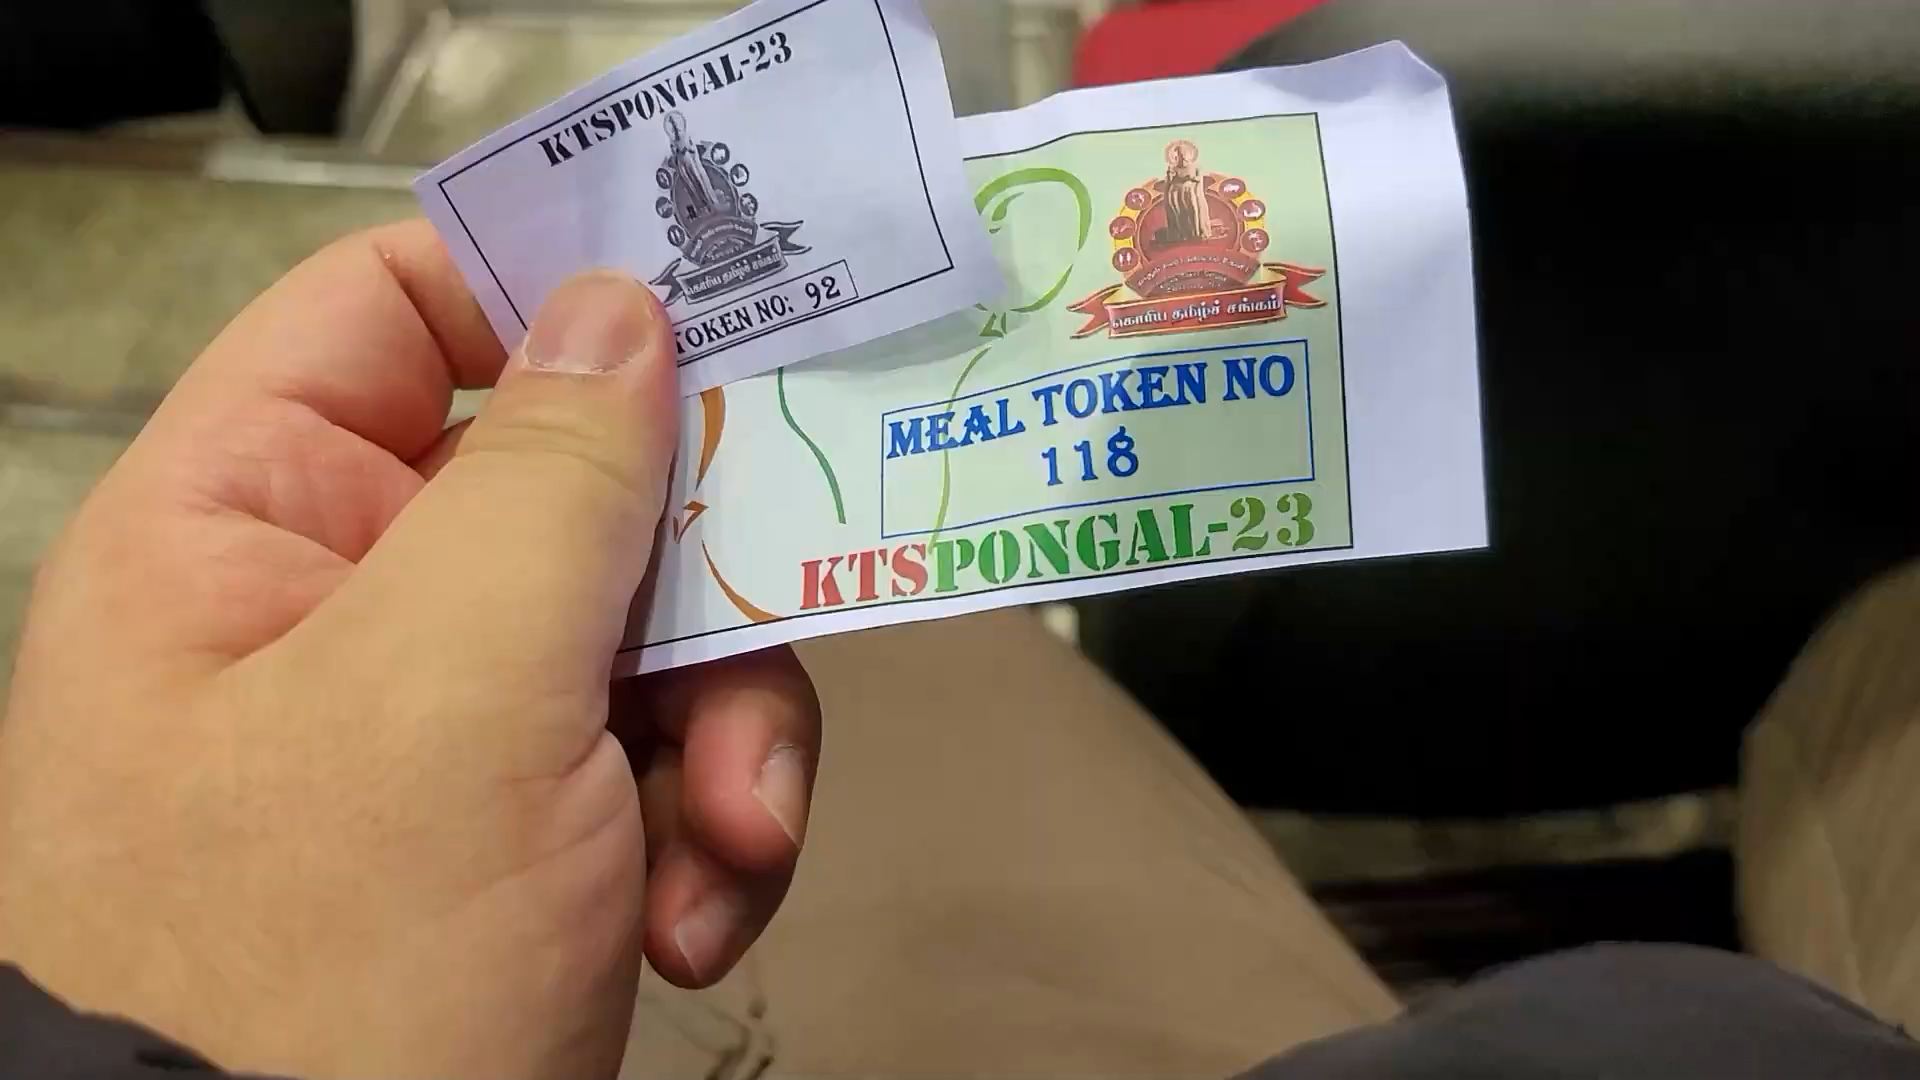 KTSPONGAL-23
கொரிய தமிழ்ச் சங்கம்
TOKEN NO: 92
கொரிய தமிழ்ச் சங்கம்
MEAL TOKEN NO
118
KTSPONGAL-23